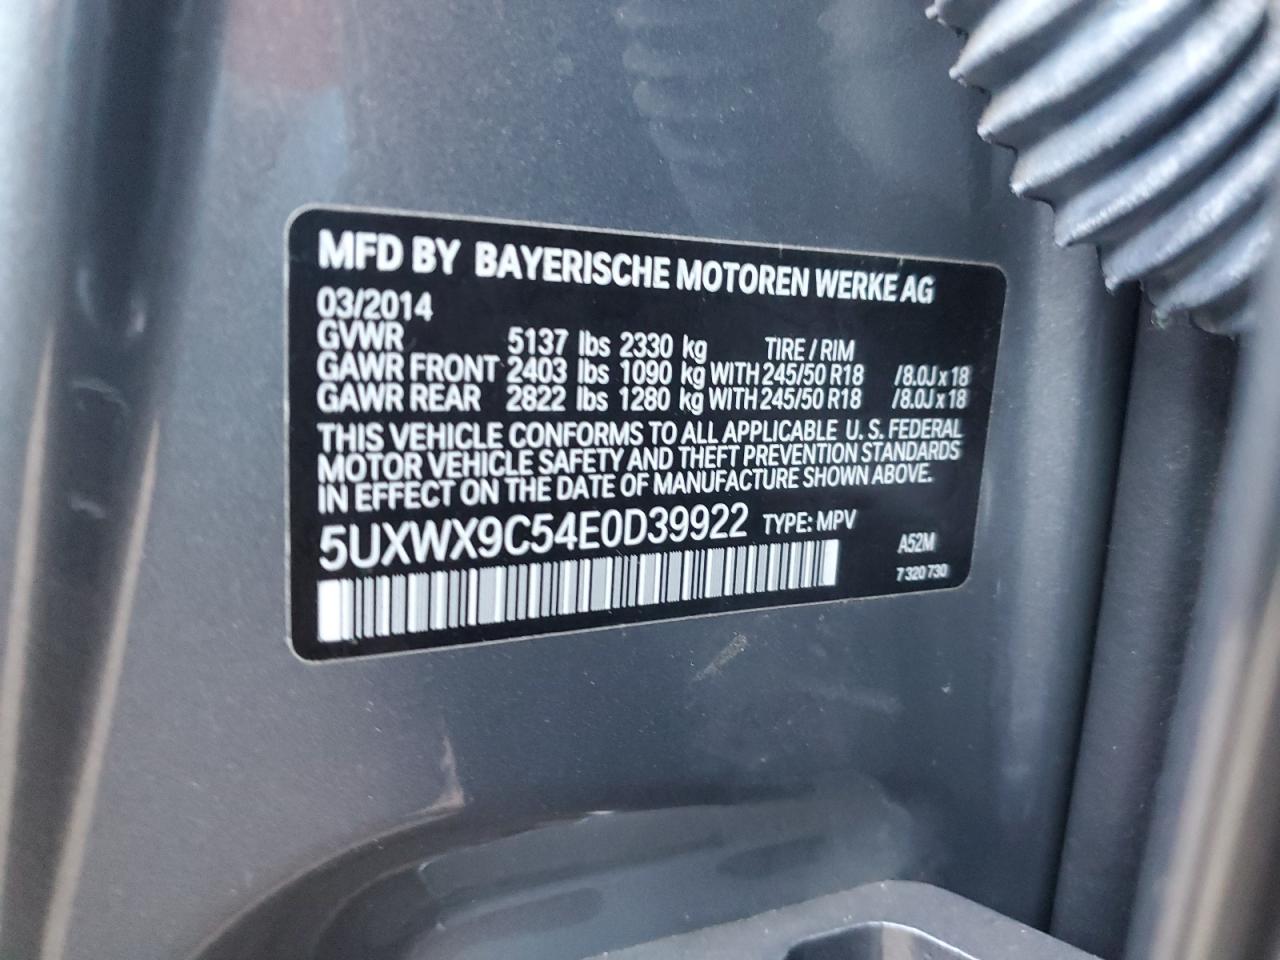 MFD BY BAYERISCHE MOTOREN WERKE AG
03/2014
GVWR 5137 lbs 2330 kg TIRE / RIM
GAWR FRONT 2403 lbs 1090 kg WITH 245/50 R18 /8.0J x 18
GAWR REAR 2822 lbs 1280 kg WITH 245/50 R18 /8.0J x 18
THIS VEHICLE CONFORMS TO ALL APPLICABLE U. S. FEDERAL
MOTOR VEHICLE SAFETY AND THEFT PREVENTION STANDARDS
IN EFFECT ON THE DATE OF MANUFACTURE SHOWN ABOVE.
5UXWX9C54E0D39922 TYPE: MPV
A52M
7 320 730